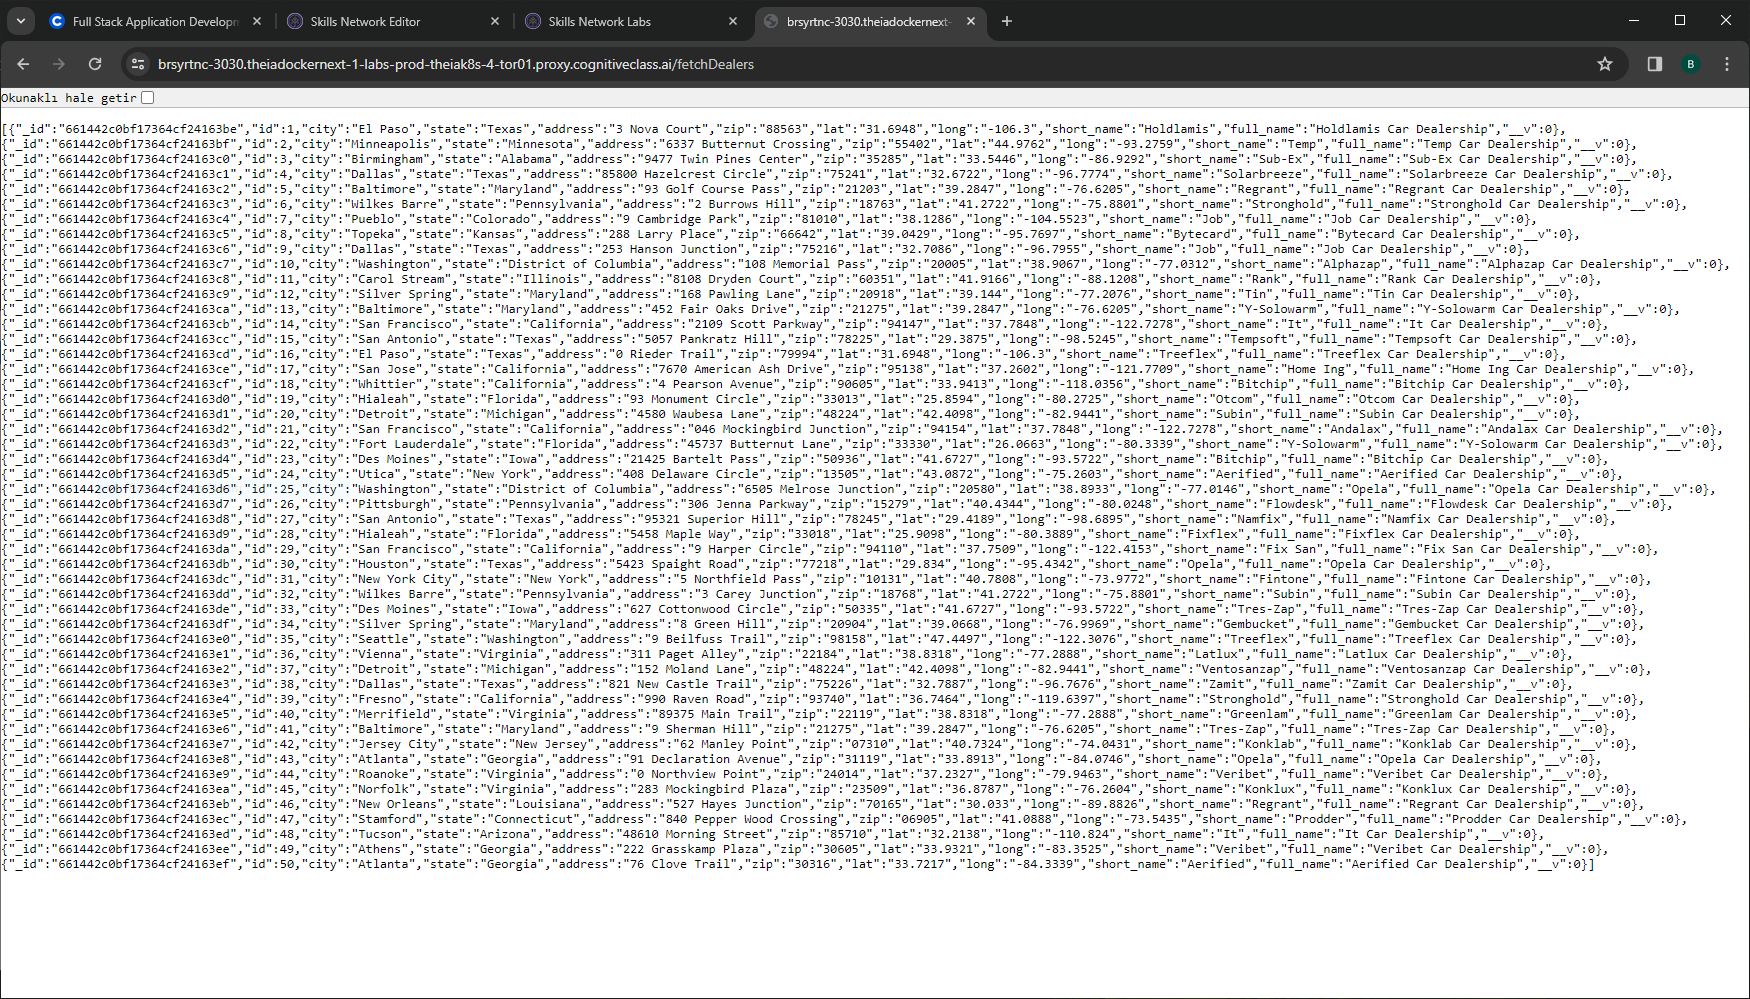 Full Stack Application Developm
Skills Network Editor
Skills Network Labs
brsyrtnc-3030.theiadockernext-
brsyrtnc-3030.theiadockernext-1-labs-prod-theiak8s-4-tor01.proxy.cognitiveclass.ai/fetchDealers
B
Okunaklı hale getir
[{"_id":"661442c0bf17364cf24163be","id":1,"city":"El Paso","state":"Texas","address":"3 Nova Court","zip":"88563","lat":"31.6948","long":"-106.3","short_name":"Holdlamis","full_name":"Holdlamis Car Dealership","__v":0},
{"_id":"661442c0bf17364cf24163bf","id":2,"city":"Minneapolis","state":"Minnesota","address":"6337 Butternut Crossing","zip":"55402","lat":"44.9762","long":"-93.2759","short_name":"Temp","full_name":"Temp Car Dealership","__v":0},
{"_id":"661442c0bf17364cf24163c0","id":3,"city":"Birmingham","state":"Alabama","address":"9477 Twin Pines Center","zip":"35285","lat":"33.5446","long":"-86.9292","short_name":"Sub-Ex","full_name":"Sub-Ex Car Dealership","__v":0},
{"_id":"661442c0bf17364cf24163c1","id":4,"city":"Dallas","state":"Texas","address":"85800 Hazelcrest Circle","zip":"75241","lat":"32.6722","long":"-96.7774","short_name":"Solarbreeze","full_name":"Solarbreeze Car Dealership","__v":0},
{"_id":"661442c0bf17364cf24163c2","id":5,"city":"Baltimore","state":"Maryland","address":"93 Golf Course Pass","zip":"21203","lat":"39.2847","long":"-76.6205","short_name":"Regrant","full_name":"Regrant Car Dealership","__v":0},
{"_id":"661442c0bf17364cf24163c3","id":6,"city":"Wilkes Barre","state":"Pennsylvania","address":"2 Burrows Hill","zip":"18763","lat":"41.2722","long":"-75.8801","short_name":"Stronghold","full_name":"Stronghold Car Dealership","__v":0},
{"_id":"661442c0bf17364cf24163c4","id":7,"city":"Pueblo","state":"Colorado","address":"9 Cambridge Park","zip":"81010","lat":"38.1286","long":"-104.5523","short_name":"Job","full_name":"Job Car Dealership","__v":0},
{"_id":"661442c0bf17364cf24163c5","id":8,"city":"Topeka","state":"Kansas","address":"288 Larry Place","zip":"66642","lat":"39.0429","long":"-95.7697","short_name":"Bytecard","full_name":"Bytecard Car Dealership","__v":0},
{"_id":"661442c0bf17364cf24163c6","id":9,"city":"Dallas","state":"Texas","address":"253 Hanson Junction","zip":"75216","lat":"32.7086","long":"-96.7955","short_name":"Job","full_name":"Job Car Dealership","__v":0},
{"_id":"661442c0bf17364cf24163c7","id":10,"city":"Washington","state":"District of Columbia","address":"108 Memorial Pass","zip":"20005","lat":"38.9067","long":"-77.0312","short_name":"Alphazap","full_name":"Alphazap Car Dealership","__v":0},
{"_id":"661442c0bf17364cf24163c8","id":11,"city":"Carol Stream","state":"Illinois","address":"8108 Dryden Court","zip":"60351","lat":"41.9166","long":"-88.1208","short_name":"Rank","full_name":"Rank Car Dealership","__v":0},
{"_id":"661442c0bf17364cf24163c9","id":12,"city":"Silver Spring","state":"Maryland","address":"168 Pawling Lane","zip":"20918","lat":"39.144","long":"-77.2076","short_name":"Tin","full_name":"Tin Car Dealership","__v":0},
{"_id":"661442c0bf17364cf24163ca","id":13,"city":"Baltimore","state":"Maryland","address":"452 Fair Oaks Drive","zip":"21275","lat":"39.2847","long":"-76.6205","short_name":"Y-Solowarm","full_name":"Y-Solowarm Car Dealership","__v":0},
{"_id":"661442c0bf17364cf24163cb","id":14,"city":"San Francisco","state":"California","address":"2109 Scott Parkway","zip":"94147","lat":"37.7848","long":"-122.7278","short_name":"It","full_name":"It Car Dealership","__v":0},
{"_id":"661442c0bf17364cf24163cc","id":15,"city":"San Antonio","state":"Texas","address":"5057 Pankratz Hill","zip":"78225","lat":"29.3875","long":"-98.5245","short_name":"Tempsoft","full_name":"Tempsoft Car Dealership","__v":0},
{"_id":"661442c0bf17364cf24163cd","id":16,"city":"El Paso","state":"Texas","address":"0 Rieder Trail","zip":"79994","lat":"31.6948","long":"-106.3","short_name":"Treeflex","full_name":"Treeflex Car Dealership","__v":0},
{"_id":"661442c0bf17364cf24163ce","id":17,"city":"San Jose","state":"California","address":"7670 American Ash Drive","zip":"95138","lat":"37.2602","long":"-121.7709","short_name":"Home Ing","full_name":"Home Ing Car Dealership","__v":0},
{"_id":"661442c0bf17364cf24163cf","id":18,"city":"Whittier","state":"California","address":"4 Pearson Avenue","zip":"90605","lat":"33.9413","long":"-118.0356","short_name":"Bitchip","full_name":"Bitchip Car Dealership","__v":0},
{"_id":"661442c0bf17364cf24163d0","id":19,"city":"Hialeah","state":"Florida","address":"93 Monument Circle","zip":"33013","lat":"25.8594","long":"-80.2725","short_name":"Otcom","full_name":"Otcom Car Dealership","__v":0},
{"_id":"661442c0bf17364cf24163d1","id":20,"city":"Detroit","state":"Michigan","address":"4580 Waubesa Lane","zip":"48224","lat":"42.4098","long":"-82.9441","short_name":"Subin","full_name":"Subin Car Dealership","__v":0},
{"_id":"661442c0bf17364cf24163d2","id":21,"city":"San Francisco","state":"California","address":"046 Mockingbird Junction","zip":"94154","lat":"37.7848","long":"-122.7278","short_name":"Andalax","full_name":"Andalax Car Dealership","__v":0},
{"_id":"661442c0bf17364cf24163d3","id":22,"city":"Fort Lauderdale","state":"Florida","address":"45737 Butternut Lane","zip":"33330","lat":"26.0663","long":"-80.3339","short_name":"Y-Solowarm","full_name":"Y-Solowarm Car Dealership","__v":0},
{"_id":"661442c0bf17364cf24163d4","id":23,"city":"Des Moines","state":"Iowa","address":"21425 Bartelt Pass","zip":"50936","lat":"41.6727","long":"-93.5722","short_name":"Bitchip","full_name":"Bitchip Car Dealership","__v":0},
{"_id":"661442c0bf17364cf24163d5","id":24,"city":"Utica","state":"New York","address":"408 Delaware Circle","zip":"13505","lat":"43.0872","long":"-75.2603","short_name":"Aerified","full_name":"Aerified Car Dealership","__v":0},
{"_id":"661442c0bf17364cf24163d6","id":25,"city":"Washington","state":"District of Columbia","address":"6505 Melrose Junction","zip":"20580","lat":"38.8933","long":"-77.0146","short_name":"Opela","full_name":"Opela Car Dealership","__v":0},
{"_id":"661442c0bf17364cf24163d7","id":26,"city":"Pittsburgh","state":"Pennsylvania","address":"306 Jenna Parkway","zip":"15279","lat":"40.4344","long":"-80.0248","short_name":"Flowdesk","full_name":"Flowdesk Car Dealership","__v":0},
{"_id":"661442c0bf17364cf24163d8","id":27,"city":"San Antonio","state":"Texas","address":"95321 Superior Hill","zip":"78245","lat":"29.4189","long":"-98.6895","short_name":"Namfix","full_name":"Namfix Car Dealership","__v":0},
{"_id":"661442c0bf17364cf24163d9","id":28,"city":"Hialeah","state":"Florida","address":"5458 Maple Way","zip":"33018","lat":"25.9098","long":"-80.3889","short_name":"Fixflex","full_name":"Fixflex Car Dealership","__v":0},
{"_id":"661442c0bf17364cf24163da","id":29,"city":"San Francisco","state":"California","address":"9 Harper Circle","zip":"94110","lat":"37.7509","long":"-122.4153","short_name":"Fix San","full_name":"Fix San Car Dealership","__v":0},
{"_id":"661442c0bf17364cf24163db","id":30,"city":"Houston","state":"Texas","address":"5423 Spaight Road","zip":"77218","lat":"29.834","long":"-95.4342","short_name":"Opela","full_name":"Opela Car Dealership","__v":0},
{"_id":"661442c0bf17364cf24163dc","id":31,"city":"New York City","state":"New York","address":"5 Northfield Pass","zip":"10131","lat":"40.7808","long":"-73.9772","short_name":"Fintone","full_name":"Fintone Car Dealership","__v":0},
{"_id":"661442c0bf17364cf24163dd","id":32,"city":"Wilkes Barre","state":"Pennsylvania","address":"3 Carey Junction","zip":"18768","lat":"41.2722","long":"-75.8801","short_name":"Subin","full_name":"Subin Car Dealership","__v":0},
{"_id":"661442c0bf17364cf24163de","id":33,"city":"Des Moines","state":"Iowa","address":"627 Cottonwood Circle","zip":"50335","lat":"41.6727","long":"-93.5722","short_name":"Tres-Zap","full_name":"Tres-Zap Car Dealership","__v":0},
{"_id":"661442c0bf17364cf24163df","id":34,"city":"Silver Spring","state":"Maryland","address":"8 Green Hill","zip":"20904","lat":"39.0668","long":"-76.9969","short_name":"Gembucket","full_name":"Gembucket Car Dealership","__v":0},
{"_id":"661442c0bf17364cf24163e0","id":35,"city":"Seattle","state":"Washington","address":"9 Beilfuss Trail","zip":"98158","lat":"47.4497","long":"-122.3076","short_name":"Treeflex","full_name":"Treeflex Car Dealership","__v":0},
{"_id":"661442c0bf17364cf24163e1","id":36,"city":"Vienna","state":"Virginia","address":"311 Paget Alley","zip":"22184","lat":"38.8318","long":"-77.2888","short_name":"Latlux","full_name":"Latlux Car Dealership","__v":0},
{"_id":"661442c0bf17364cf24163e2","id":37,"city":"Detroit","state":"Michigan","address":"152 Moland Lane","zip":"48224","lat":"42.4098","long":"-82.9441","short_name":"Ventosanzap","full_name":"Ventosanzap Car Dealership","__v":0},
{"_id":"661442c0bf17364cf24163e3","id":38,"city":"Dallas","state":"Texas","address":"821 New Castle Trail","zip":"75226","lat":"32.7887","long":"-96.7676","short_name":"Zamit","full_name":"Zamit Car Dealership","__v":0},
{"_id":"661442c0bf17364cf24163e4","id":39,"city":"Fresno","state":"California","address":"990 Raven Road","zip":"93740","lat":"36.7464","long":"-119.6397","short_name":"Stronghold","full_name":"Stronghold Car Dealership","__v":0},
{"_id":"661442c0bf17364cf24163e5","id":40,"city":"Merrifield","state":"Virginia","address":"89375 Main Trail","zip":"22119","lat":"38.8318","long":"-77.2888","short_name":"Greenlam","full_name":"Greenlam Car Dealership","__v":0},
{"_id":"661442c0bf17364cf24163e6","id":41,"city":"Baltimore","state":"Maryland","address":"9 Sherman Hill","zip":"21275","lat":"39.2847","long":"-76.6205","short_name":"Tres-Zap","full_name":"Tres-Zap Car Dealership","__v":0},
{"_id":"661442c0bf17364cf24163e7","id":42,"city":"Jersey City","state":"New Jersey","address":"62 Manley Point","zip":"07310","lat":"40.7324","long":"-74.0431","short_name":"Konklab","full_name":"Konklab Car Dealership","__v":0},
{"_id":"661442c0bf17364cf24163e8","id":43,"city":"Atlanta","state":"Georgia","address":"91 Declaration Avenue","zip":"31119","lat":"33.8913","long":"-84.0746","short_name":"Opela","full_name":"Opela Car Dealership","__v":0},
{"_id":"661442c0bf17364cf24163e9","id":44,"city":"Roanoke","state":"Virginia","address":"0 Northview Point","zip":"24014","lat":"37.2327","long":"-79.9463","short_name":"Veribet","full_name":"Veribet Car Dealership","__v":0},
{"_id":"661442c0bf17364cf24163ea","id":45,"city":"Norfolk","state":"Virginia","address":"283 Mockingbird Plaza","zip":"23509","lat":"36.8787","long":"-76.2604","short_name":"Konklux","full_name":"Konklux Car Dealership","__v":0},
{"_id":"661442c0bf17364cf24163eb","id":46,"city":"New Orleans","state":"Louisiana","address":"527 Hayes Junction","zip":"70165","lat":"30.033","long":"-89.8826","short_name":"Regrant","full_name":"Regrant Car Dealership","__v":0},
{"_id":"661442c0bf17364cf24163ec","id":47,"city":"Stamford","state":"Connecticut","address":"840 Pepper Wood Crossing","zip":"06905","lat":"41.0888","long":"-73.5435","short_name":"Prodder","full_name":"Prodder Car Dealership","__v":0},
{"_id":"661442c0bf17364cf24163ed","id":48,"city":"Tucson","state":"Arizona","address":"48610 Morning Street","zip":"85710","lat":"32.2138","long":"-110.824","short_name":"It","full_name":"It Car Dealership","__v":0},
{"_id":"661442c0bf17364cf24163ee","id":49,"city":"Athens","state":"Georgia","address":"222 Grasskamp Plaza","zip":"30605","lat":"33.9321","long":"-83.3525","short_name":"Veribet","full_name":"Veribet Car Dealership","__v":0},
{"_id":"661442c0bf17364cf24163ef","id":50,"city":"Atlanta","state":"Georgia","address":"76 Clove Trail","zip":"30316","lat":"33.7217","long":"-84.3339","short_name":"Aerified","full_name":"Aerified Car Dealership","__v":0}]